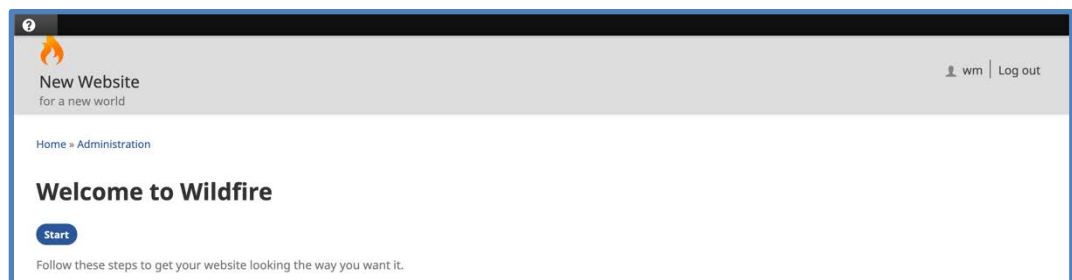 ?
New Website
for a new world
wm | Log out
Home » Administration
Welcome to Wildfire
Start
Follow these steps to get your website looking the way you want it.